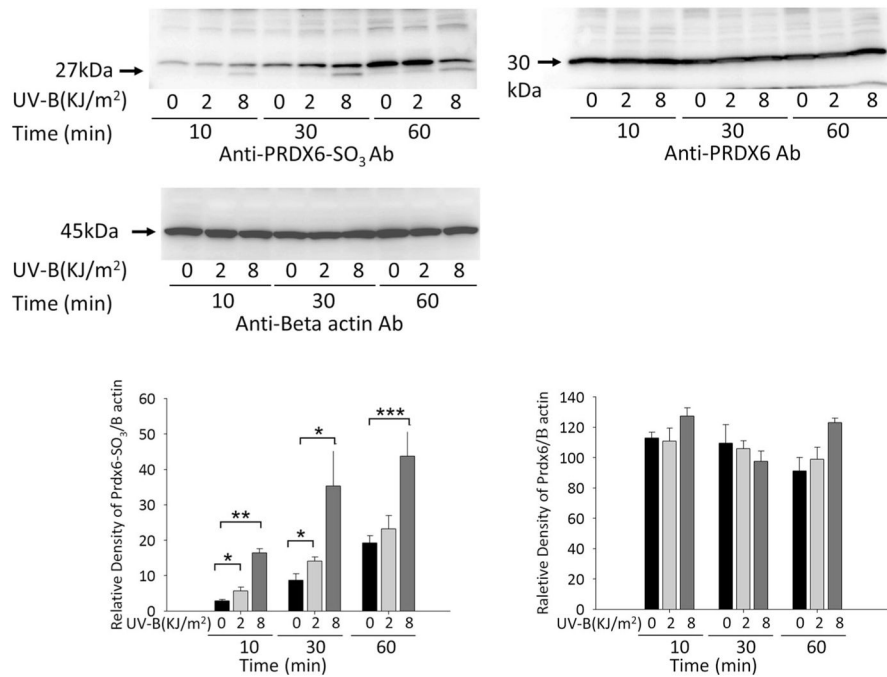 27kDa
UV-B(KJ/m²) 0 2 8 0 2 8 0 2 8
Time (min) 10 30 60
Anti-PRDX6-SO₃ Ab
30
kDa
0 2 8 0 2 8 0 2 8
10 30 60
Anti-PRDX6 Ab
45kDa
UV-B(KJ/m²) 0 2 8 0 2 8 0 2 8
Time (min) 10 30 60
Anti-Beta actin Ab
Relative Density of Prdx6-SO₃/B actin
60
50
40
30
20
10
0
* ** * * ***
UV-B(KJ/m²) 0 2 8 0 2 8 0 2 8
10 30 60
Time (min)
Raletive Density of Prdx6/B actin
140
120
100
80
60
40
20
0
UV-B(KJ/m²) 0 2 8 0 2 8 0 2 8
10 30 60
Time (min)